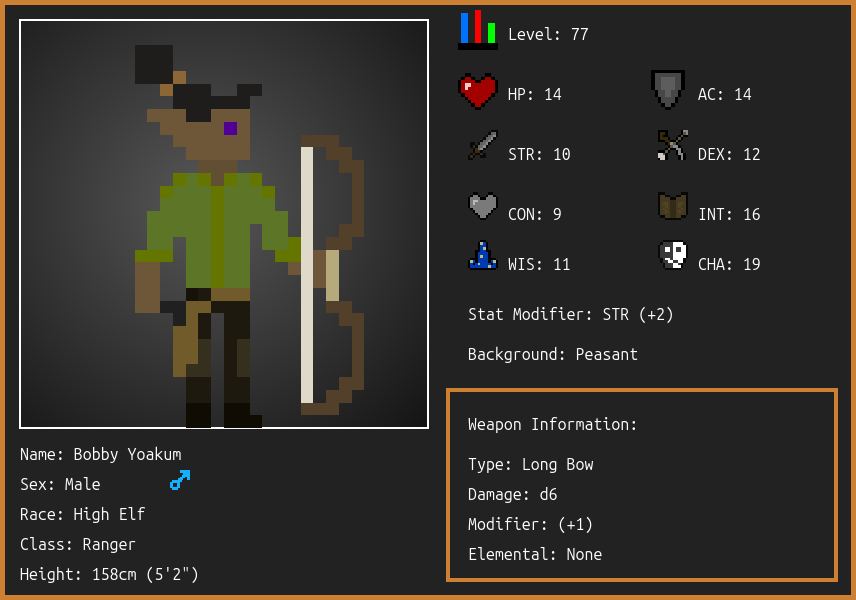 Level: 77
HP: 14
AC: 14
STR: 10
DEX: 12
CON: 9
INT: 16
WIS: 11
CHA: 19
Stat Modifier: STR (+2)
Background: Peasant
Weapon Information:
Type: Long Bow
Damage: d6
Modifier: (+1)
Elemental: None
Name: Bobby Yoakum
Sex: Male
Race: High Elf
Class: Ranger
Height: 158cm (5'2")